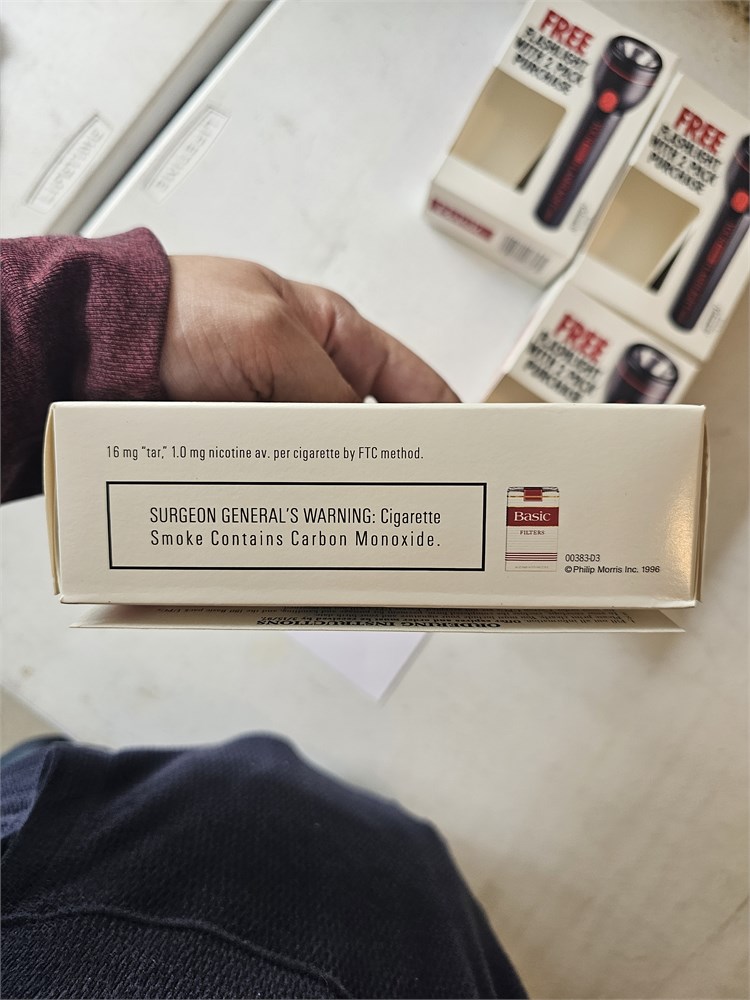 LIFETIME
LIFETIME
FREE
FLASHLIGHT
WITH 2 PACK
PURCHASE
FREE
FLASHLIGHT
WITH 2 PACK
PURCHASE
FREE
FLASHLIGHT
WITH 2 PACK
PURCHASE
16 mg "tar," 1.0 mg nicotine av. per cigarette by FTC method.
SURGEON GENERAL'S WARNING: Cigarette
Smoke Contains Carbon Monoxide.
Basic
FILTERS
00383-D3
©Philip Morris Inc. 1996
ORDERING INSTRUCTIONS